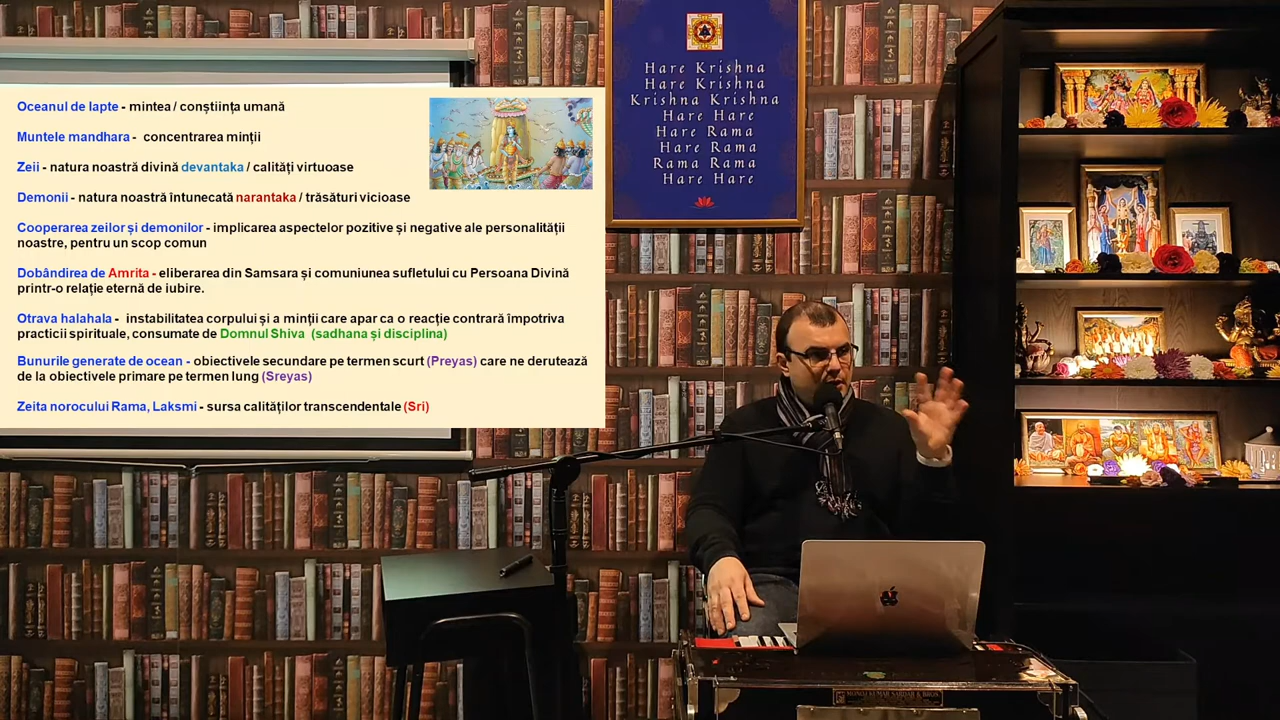 Oceanul de lapte - mintea / conștiința umană
Muntele mandhara - concentrarea minții
Zeii - natura noastră divină devantaka / calități virtuoase
Demonii - natura noastră întunecată narantaka / trăsături vicioase
Cooperarea zeilor și demonilor - implicarea aspectelor pozitive și negative ale personalității
noastre, pentru un scop comun
Dobândirea de Amrita - eliberarea din Samsara și comuniunea sufletului cu Persoana Divină
printr-o relație eternă de iubire.
Otrava halahala - instabilitatea corpului și a minții care apar ca o reacție contrară împotriva
practicii spirituale, consumate de Domnul Shiva (sadhana și disciplina)
Bunurile generate de ocean - obiectivele secundare pe termen scurt (Preyas) care ne derutează
de la obiectivele primare pe termen lung (Sreyas)
Zeita norocului Rama, Laksmi - sursa calităților transcendentale (Sri)
Hare Krishna
Hare Krishna
Krishna Krishna
Hare Hare
Hare Rama
Hare Rama
Rama Rama
Hare Hare